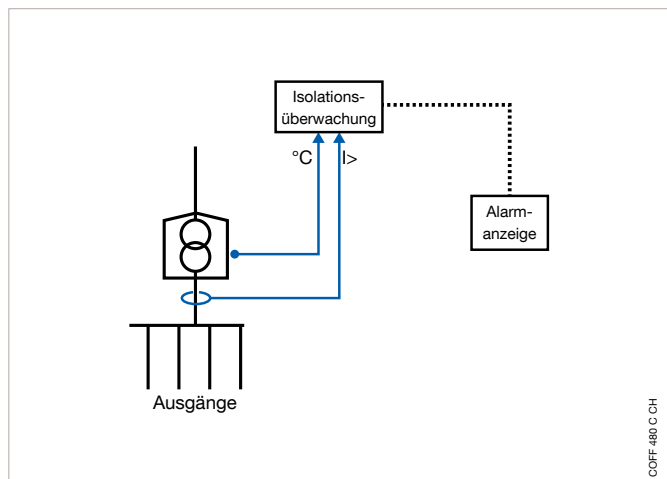 Isolations-
überwachung
°C
I>
Alarm-
anzeige
Ausgänge
COFF 480 C CH